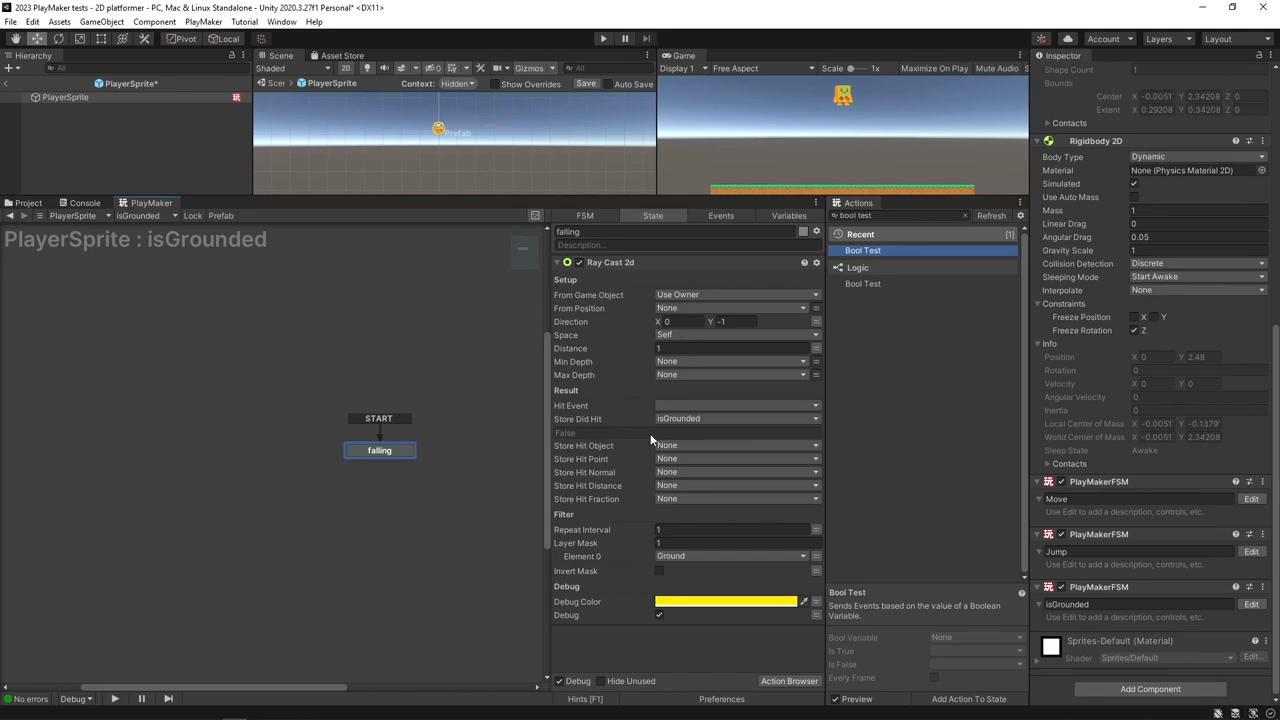 2023 PlayMaker tests - 2D platformer - PC, Mac & Linux Standalone - Unity 2020.3.27f1 Personal* <DX11>
File Edit Assets GameObject Component PlayMaker Tutorial Window Help
Pivot Local Account Layers Layout
Hierarchy Scene Asset Store Game Inspector
All Shaded 2D 0 Gizmos All Display 1 Free Aspect Scale 1x Maximize On Play Mute Audio Shape Count 1
PlayerSprite* Scer PlayerSprite Context: Hidden Show Overrides Save Auto Save Bounds
PlayerSprite Center X -0.0051 Y 2.34208 Z 0
Extent X 0.29208 Y 0.34208 Z 0
Contacts
Prefab
Rigidbody 2D
Body Type Dynamic
Material None (Physics Material 2D)
Simulated
Use Auto Mass
Project Console PlayMaker Actions Mass 1
PlayerSprite isGrounded Lock Prefab FSM State Events Variables bool test Refresh
Linear Drag 0
PlayerSprite : isGrounded falling Recent [1] Angular Drag 0.05
Description... Bool Test Gravity Scale 1
Ray Cast 2d Logic Collision Detection Discrete
Setup Bool Test Sleeping Mode Start Awake
From Game Object Use Owner Interpolate None
From Position None Constraints
Direction X 0 Y -1 Freeze Position X Y
Space Self Freeze Rotation Z
Distance 1 Info
Min Depth None Position X 0 Y 2.48
Max Depth None Rotation 0
Result Velocity X 0 Y 0
Hit Event Angular Velocity 0
START Store Did Hit isGrounded Inertia 0
False Local Center of Mass X -0.0051 Y -0.1379
falling Store Hit Object None World Center of Mass X -0.0051 Y 2.34208
Store Hit Point None Sleep State Awake
Store Hit Normal None Contacts
Store Hit Distance None PlayMakerFSM
Store Hit Fraction None Move Edit
Filter Use Edit to add a description, controls, etc.
Repeat Interval 1 PlayMakerFSM
Layer Mask 1 Jump Edit
Element 0 Ground Use Edit to add a description, controls, etc.
Invert Mask
Debug Bool Test PlayMakerFSM
Debug Color Sends Events based on the value of a Boolean Variable. isGrounded Edit
Debug Use Edit to add a description, controls, etc.
Bool Variable None Sprites-Default (Material)
Is True Shader Sprites/Default Edit...
Is False
Every Frame
Debug Hide Unused Action Browser Add Component
No errors Debug Hints [F1] Preferences Preview Add Action To State